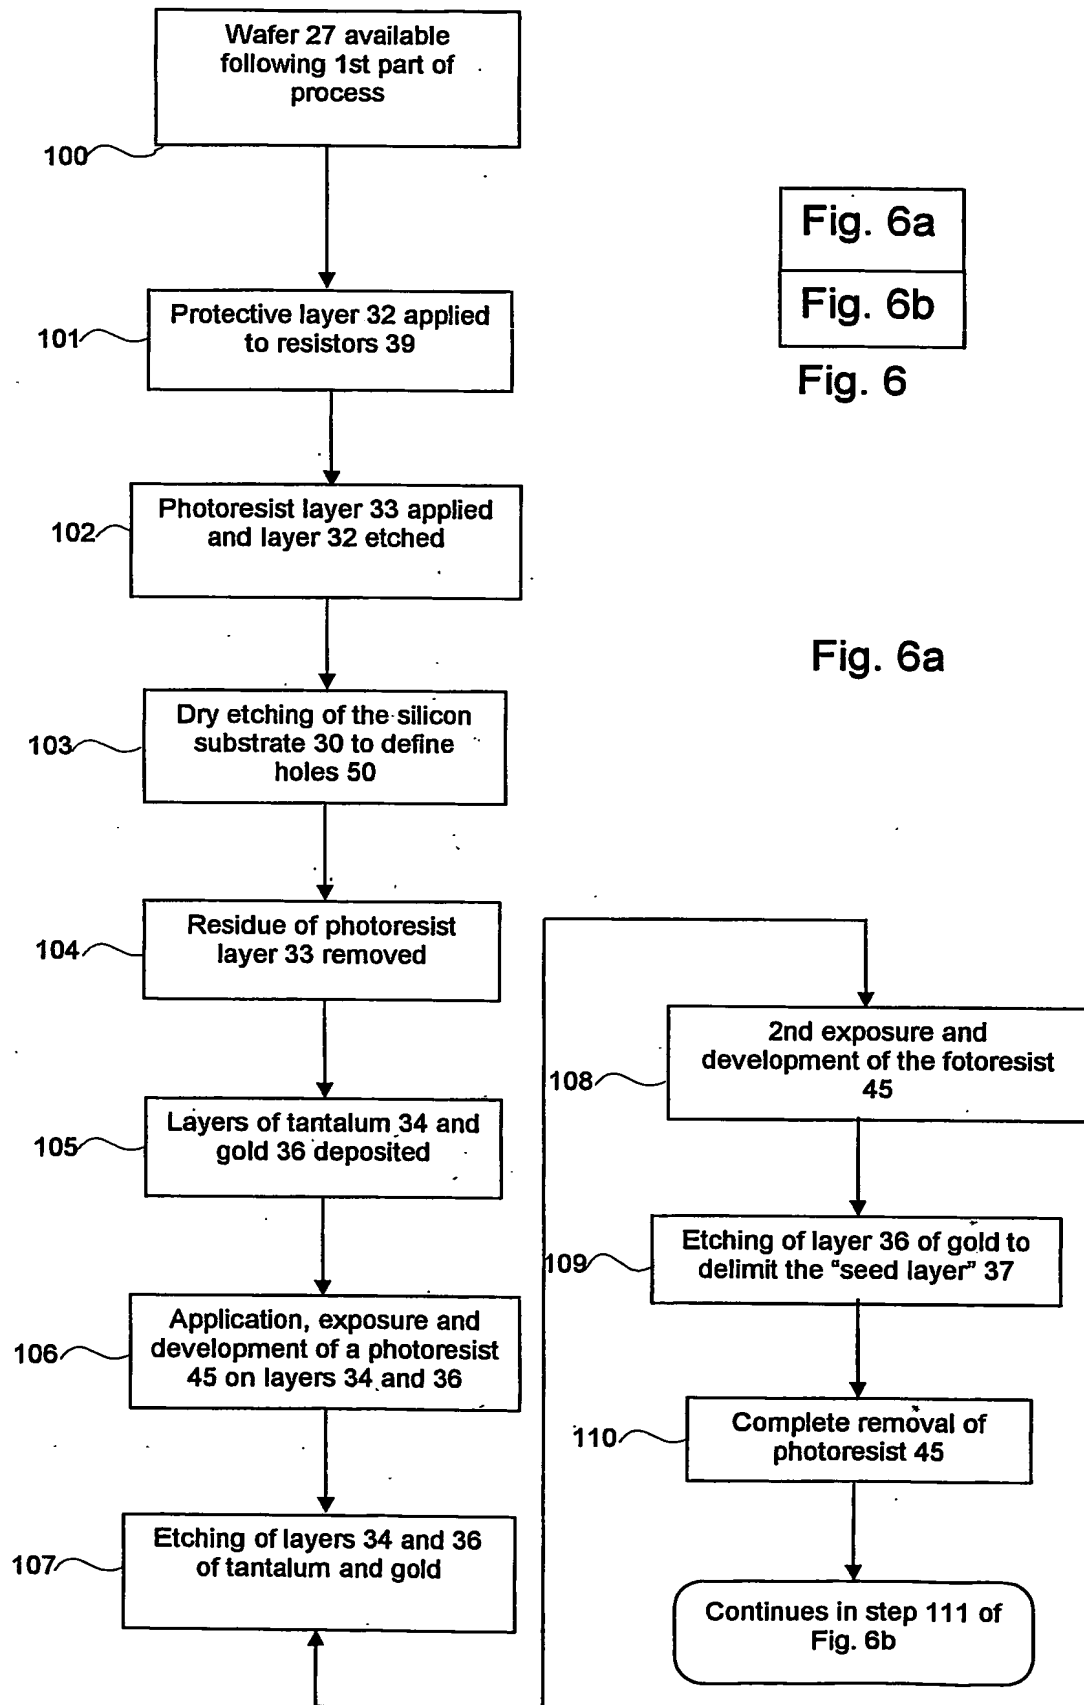 Wafer 27 available
following 1st part of
process
100
Protective layer 32 applied
to resistors 39
101
Photoresist layer 33 applied
and layer 32 etched
102
Dry etching of the silicon
substrate 30 to define
holes 50
103
Residue of photoresist
layer 33 removed
104
Layers of tantalum 34 and
gold 36 deposited
105
Application, exposure and
development of a photoresist
45 on layers 34 and 36
106
Etching of layers 34 and 36
of tantalum and gold
107
Fig. 6a
Fig. 6b
Fig. 6
Fig. 6a
2nd exposure and
development of the fotoresist
45
108
Etching of layer 36 of gold to
delimit the “seed layer” 37
109
Complete removal of
photoresist 45
110
Continues in step 111 of
Fig. 6b